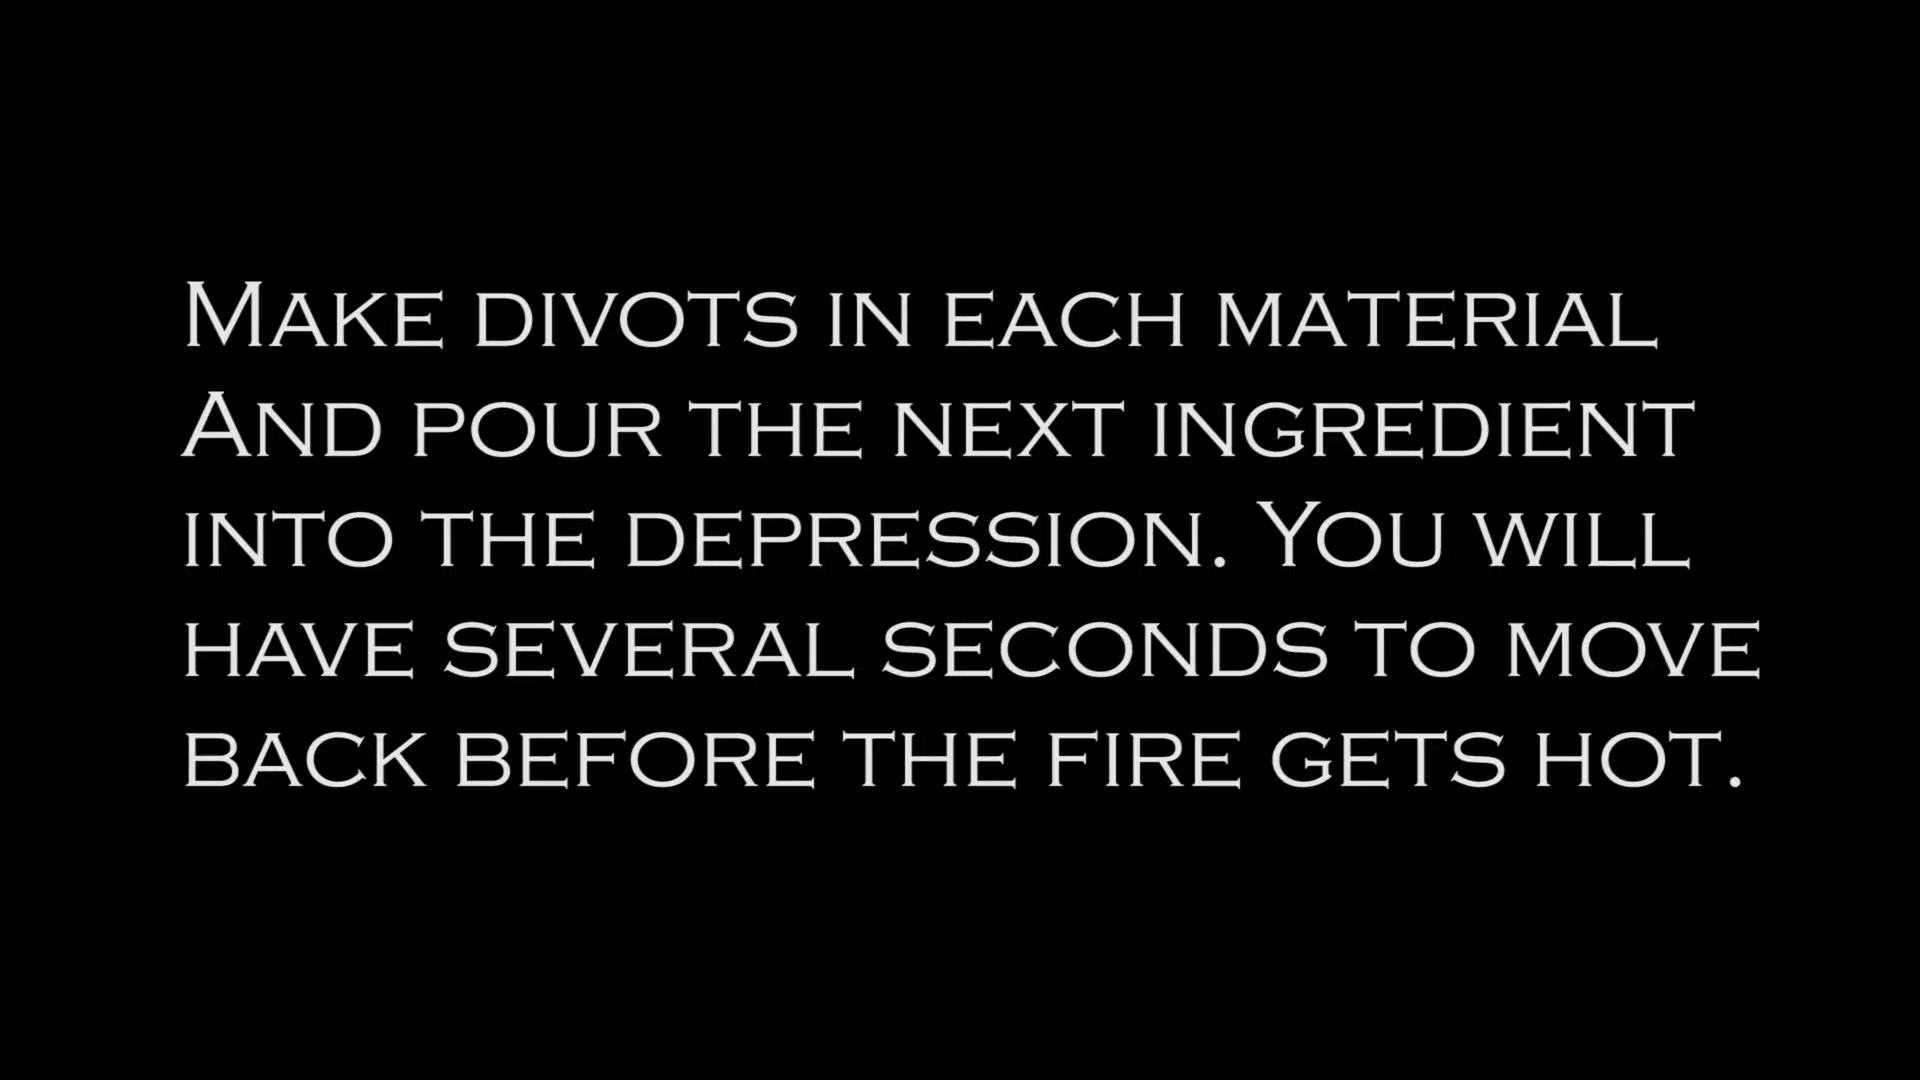 Make divots in each material
And pour the next ingredient
into the depression. You will
have several seconds to move
back before the fire gets hot.